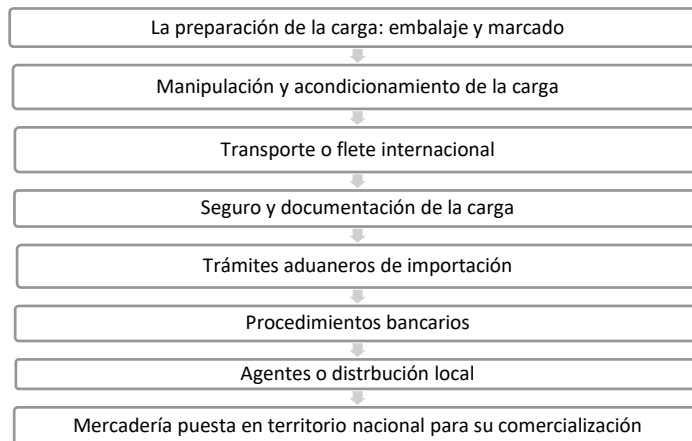 La preparación de la carga: embalaje y marcado
Manipulación y acondicionamiento de la carga
Transporte o flete internacional
Seguro y documentación de la carga
Trámites aduaneros de importación
Procedimientos bancarios
Agentes o distrbución local
Mercadería puesta en territorio nacional para su comercialización